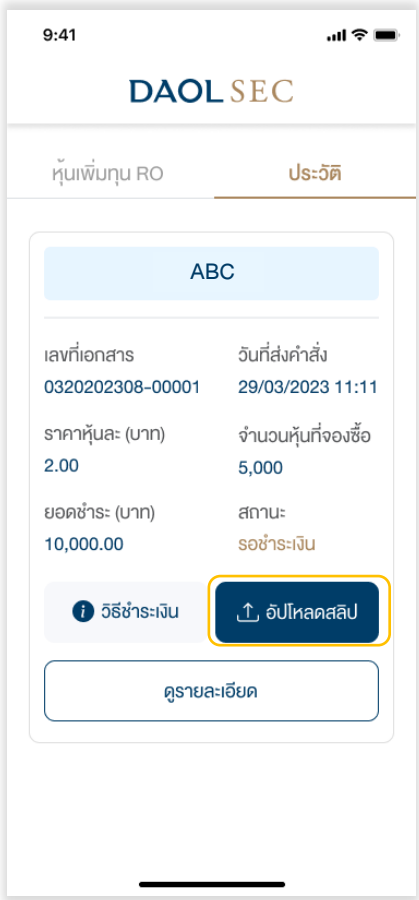 9:41
DAOL SEC
หุ้นเพิ่มทุน RO ประวัติ
ABC
เลขที่เอกสาร วันที่ส่งคำสั่ง
0320202308-00001 29/03/2023 11:11
ราคาหุ้นละ (บาท) จำนวนหุ้นที่จองซื้อ
2.00 5,000
ยอดชำระ (บาท) สถานะ
10,000.00 รอชำระเงิน
วิธีชำระเงิน อัปโหลดสลิป
ดูรายละเอียด